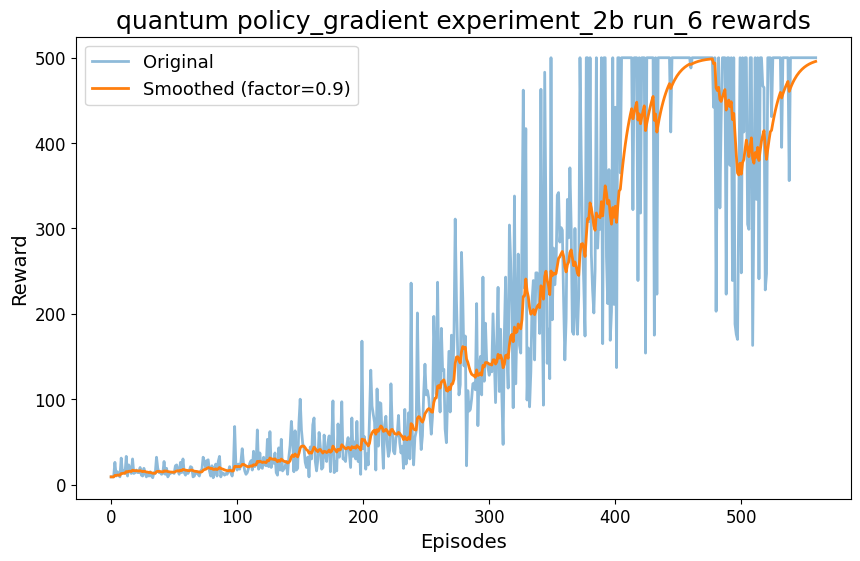 quantum policy_gradient experiment_2b run_6 rewards
Original
Smoothed (factor=0.9)
500
400
300
200
100
0
Reward
0 100 200 300 400 500
Episodes